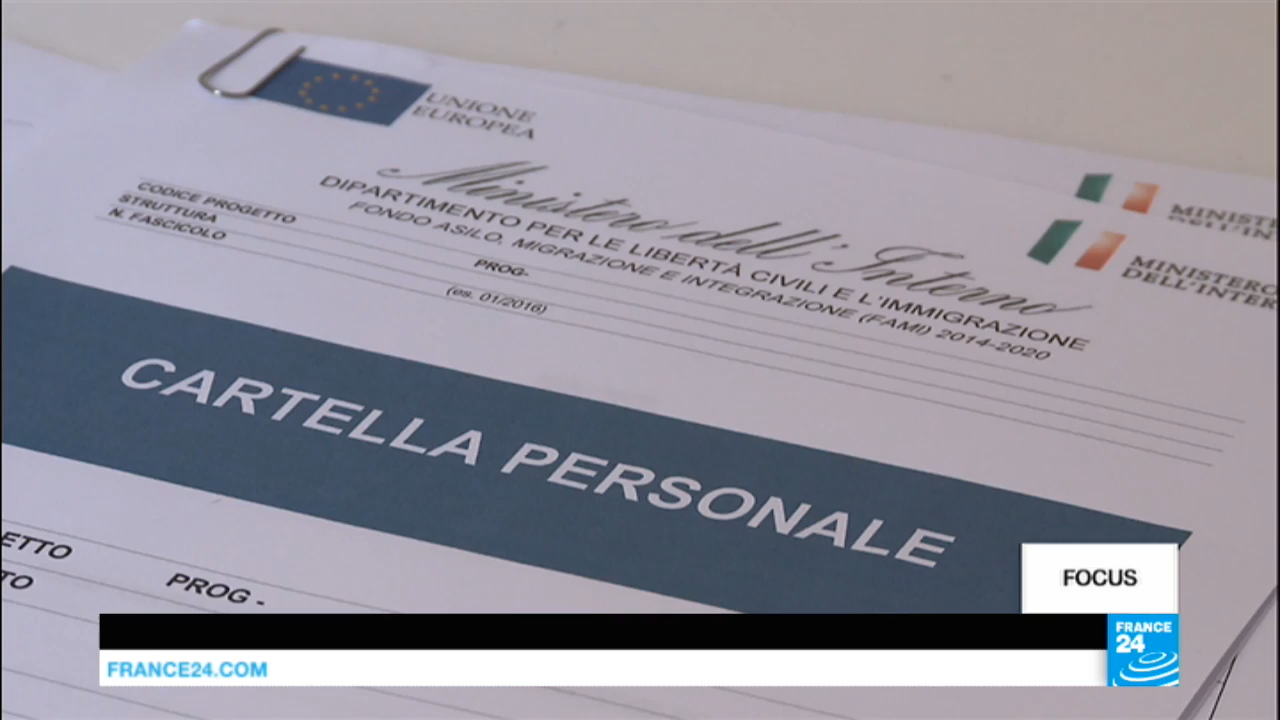 UNIONE
EUROPEA
Ministero dell'Interno
DIPARTIMENTO PER LE LIBERTÀ CIVILI E L'IMMIGRAZIONE
FONDO ASILO, MIGRAZIONE E INTEGRAZIONE (FAMI) 2014-2020
MINISTERO
DELL'INTER
CODICE PROGETTO
PROG-
STRUTTURA
N. FASCICOLO
(es. 01/2016)
CARTELLA PERSONALE
ETTO
PROG -
TO
FOCUS
FRANCE
24
FRANCE24.COM